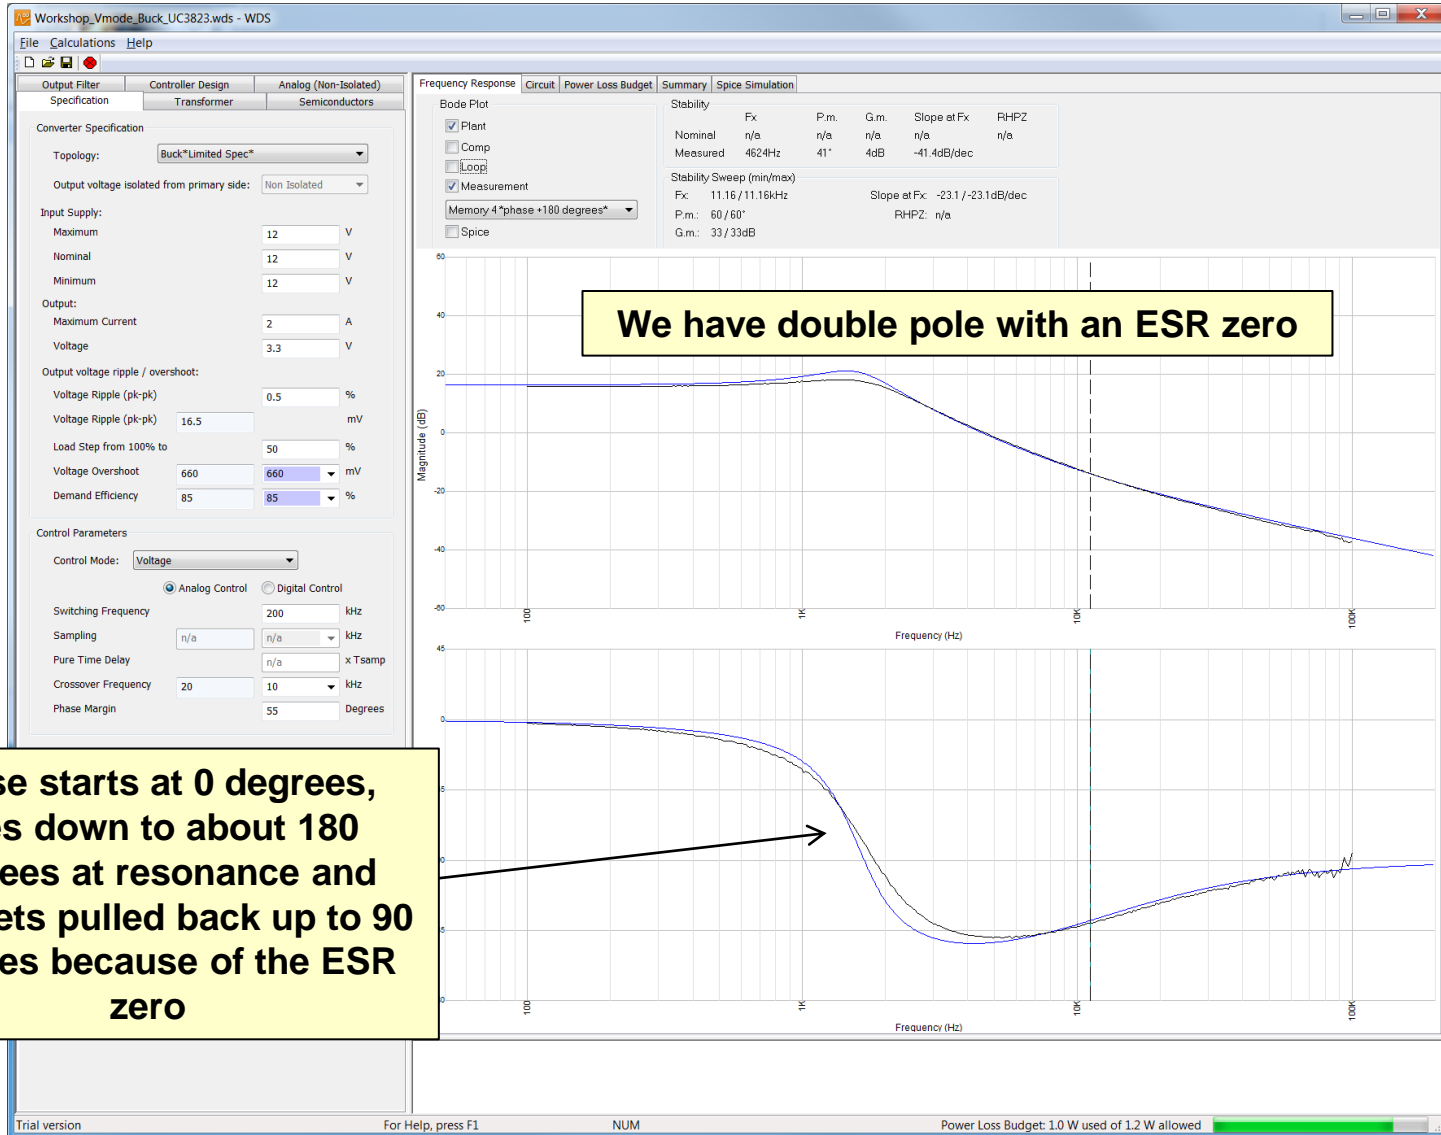 Workshop_Vmode_Buck_UC3823.wds - WDS
File Calculations Help
Output Filter Controller Design Analog (Non-Isolated)
Specification Transformer Semiconductors
Converter Specification
Topology: Buck*Limited Spec*
Output voltage isolated from primary side: Non Isolated
Input Supply:
Maximum 12 V
Nominal 12 V
Minimum 12 V
Output:
Maximum Current 2 A
Voltage 3.3 V
Output voltage ripple / overshoot:
Voltage Ripple (pk-pk) 0.5 %
Voltage Ripple (pk-pk) 16.5 mV
Load Step from 100% to 50 %
Voltage Overshoot 660 660 mV
Demand Efficiency 85 85 %
Control Parameters
Control Mode: Voltage
Analog Control Digital Control
Switching Frequency 200 kHz
Sampling n/a n/a kHz
Pure Time Delay n/a x Tsamp
Crossover Frequency 20 10 kHz
Phase Margin 55 Degrees
Frequency Response Circuit Power Loss Budget Summary Spice Simulation
Bode Plot
Plant
Comp
Loop
Measurement
Memory 4 *phase +180 degrees*
Spice
Stability
Fx P.m. G.m. Slope at Fx RHPZ
Nominal n/a n/a n/a n/a n/a
Measured 4624Hz 41° 4dB -41.4dB/dec
Stability Sweep (min/max)
Fx: 11.16 / 11.16kHz Slope at Fx: -23.1 / -23.1dB/dec
P.m.: 60 / 60° RHPZ: n/a
G.m.: 33 / 33dB
We have double pole with an ESR zero
60
40
20
0
-20
-40
-60
Magnitude (dB)
100 1K 10K 100K
Frequency (Hz)
45
0
se starts at 0 degrees,
es down to about 180
ees at resonance and
ets pulled back up to 90
es because of the ESR
zero
100 1K 10K 100K
Frequency (Hz)
Trial version For Help, press F1 NUM Power Loss Budget: 1.0 W used of 1.2 W allowed